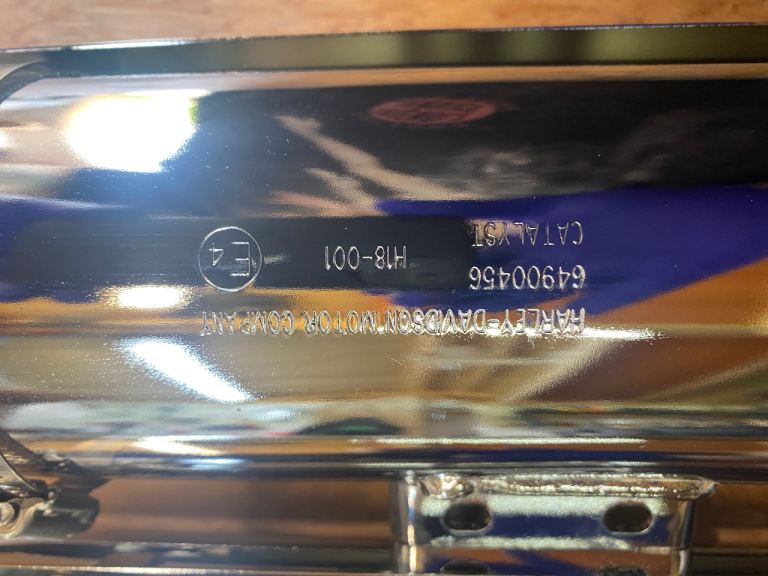 HARLEY-DAVIDSON MOTOR COMPANY
64900456
CATALYST
H18-001
E4